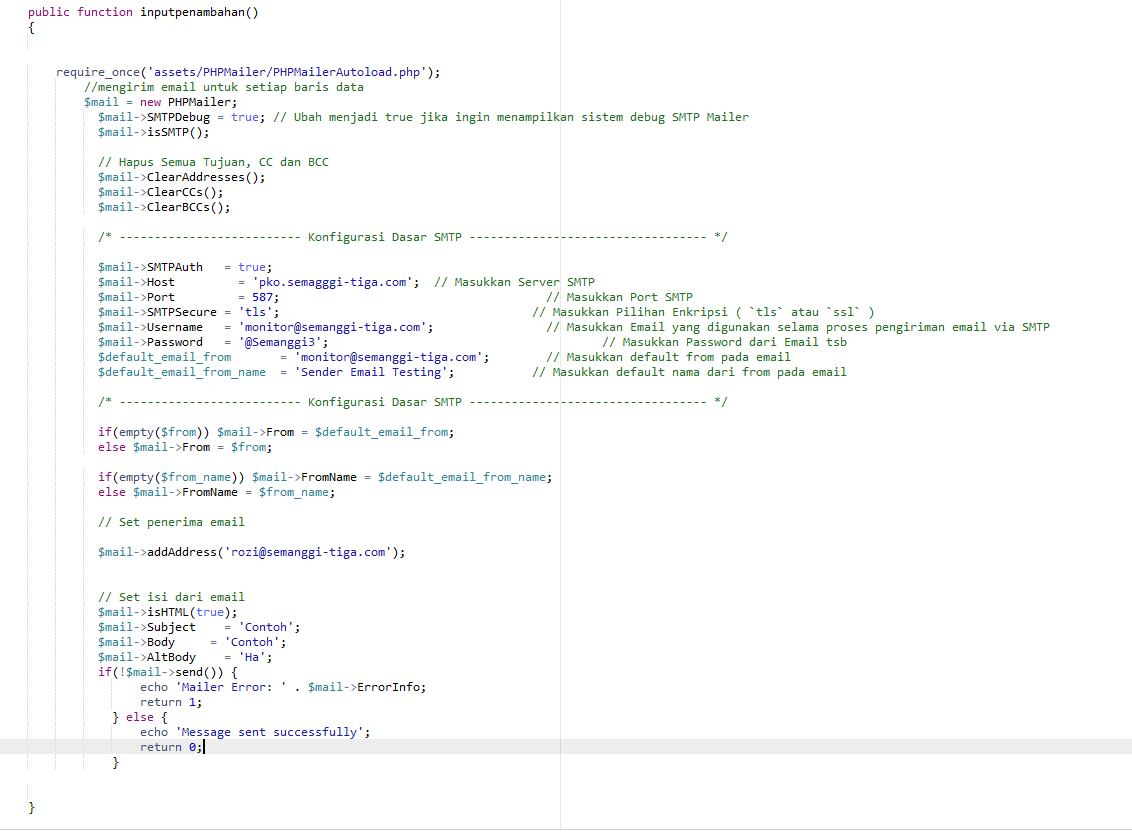 public function inputpenambahan()
{
require_once('assets/PHPMailer/PHPMailerAutoload.php');
//mengirim email untuk setiap baris data
$mail = new PHPMailer;
$mail->SMTPDebug = true; // Ubah menjadi true jika ingin menampilkan sistem debug SMTP Mailer
$mail->isSMTP();
// Hapus Semua Tujuan, CC dan BCC
$mail->ClearAddresses();
$mail->ClearCCs();
$mail->ClearBCCs();
/* -------------------------- Konfigurasi Dasar SMTP ---------------------------------- */
$mail->SMTPAuth = true;
$mail->Host = 'pko.semagggi-tiga.com'; // Masukkan Server SMTP
$mail->Port = 587; // Masukkan Port SMTP
$mail->SMTPSecure = 'tls'; // Masukkan Pilihan Enkripsi ( `tls` atau `ssl` )
$mail->Username = 'monitor@semanggi-tiga.com'; // Masukkan Email yang digunakan selama proses pengiriman email via SMTP
$mail->Password = '@Semanggi3'; // Masukkan Password dari Email tsb
$default_email_from = 'monitor@semanggi-tiga.com'; // Masukkan default from pada email
$default_email_from_name = 'Sender Email Testing'; // Masukkan default nama dari from pada email
/* -------------------------- Konfigurasi Dasar SMTP ---------------------------------- */
if(empty($from)) $mail->From = $default_email_from;
else $mail->From = $from;
if(empty($from_name)) $mail->FromName = $default_email_from_name;
else $mail->FromName = $from_name;
// Set penerima email
$mail->addAddress('rozi@semanggi-tiga.com');
// Set isi dari email
$mail->isHTML(true);
$mail->Subject = 'Contoh';
$mail->Body = 'Contoh';
$mail->AltBody = 'Ha';
if(!$mail->send()) {
echo 'Mailer Error: ' . $mail->ErrorInfo;
return 1;
} else {
echo 'Message sent successfully';
return 0;
}
}